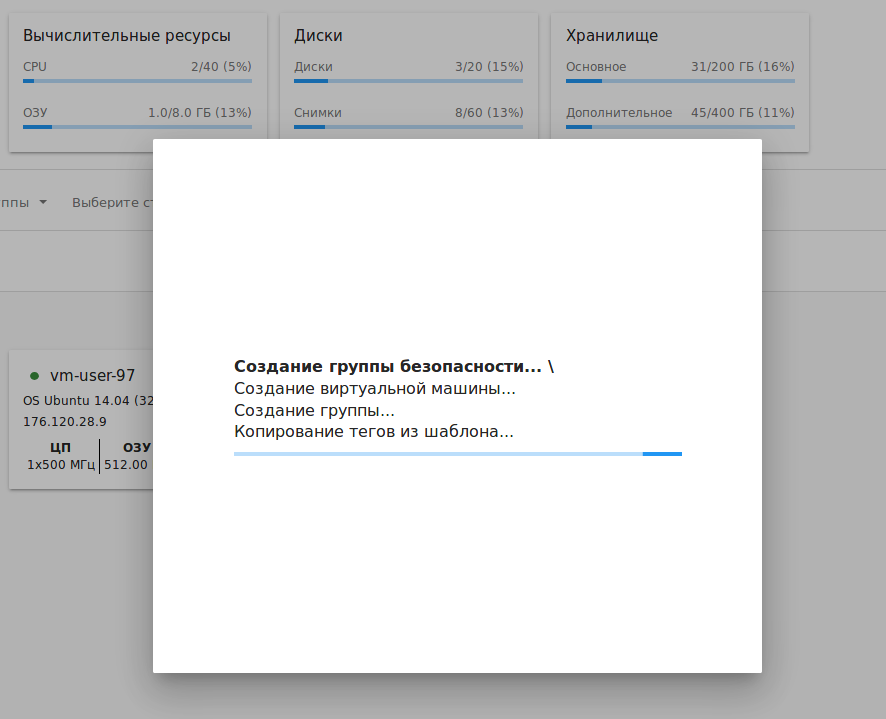 Вычислительные ресурсы
CPU 2/40 (5%)
ОЗУ 1.0/8.0 ГБ (13%)
Диски
Диски 3/20 (15%)
Снимки 8/60 (13%)
Хранилище
Основное 31/200 ГБ (16%)
Дополнительное 45/400 ГБ (11%)
Выберите
vm-user-97
OS Ubuntu 14.04 (32
176.120.28.9
ЦП ОЗУ
1x500 МГц 512.00
Создание группы безопасности... \
Создание виртуальной машины...
Создание группы...
Копирование тегов из шаблона...